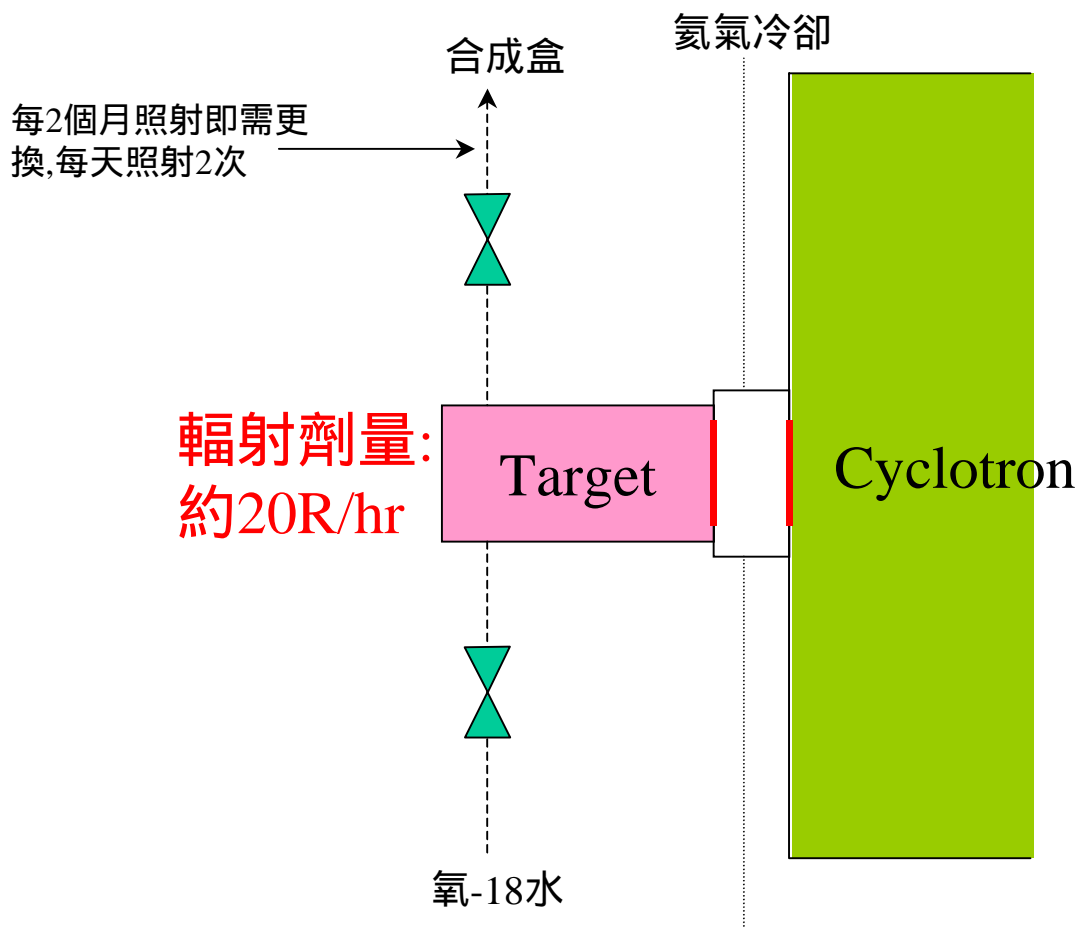 氦氣冷卻
合成盒
每2個月照射即需更
換,每天照射2次
輻射劑量:
約20R/hr
Target
Cyclotron
氧-18水